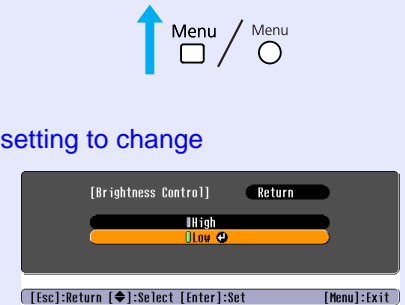 Menu / Menu
setting to change
[Brightness Control] Return
High
Low
[Esc]:Return [◆]:Select [Enter]:Set [Menu]:Exit